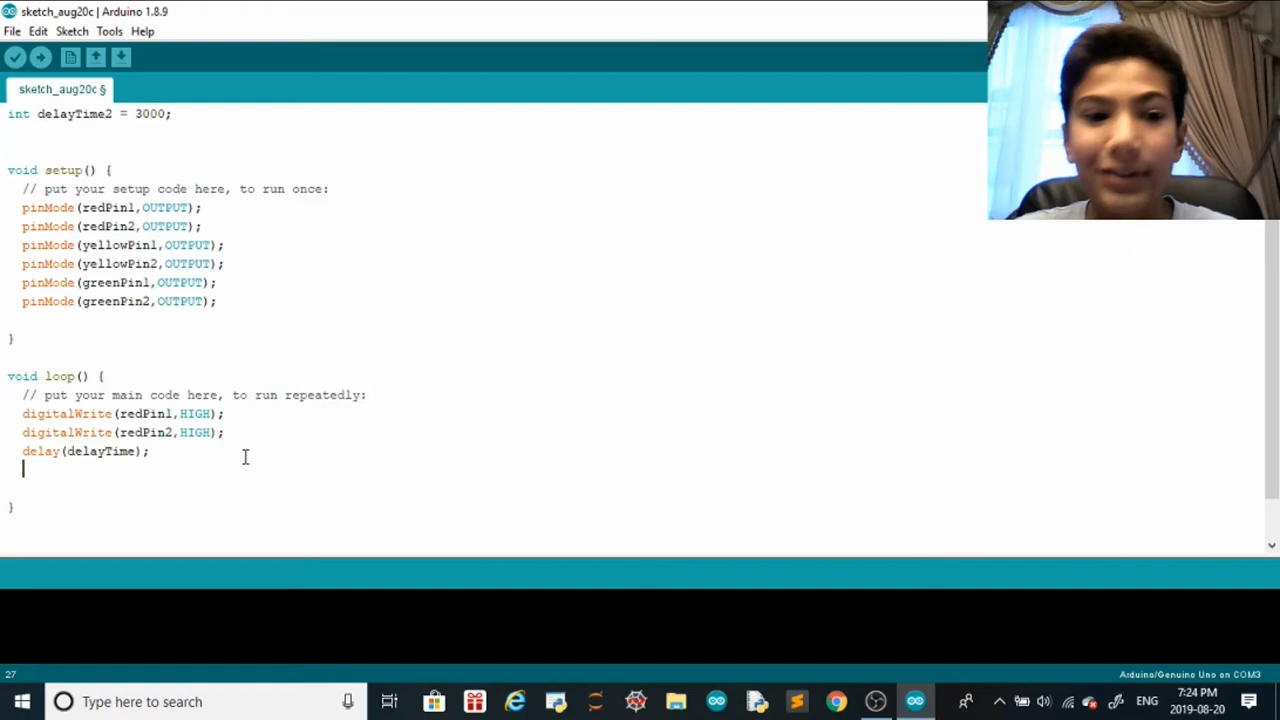 sketch_aug20c | Arduino 1.8.9
File Edit Sketch Tools Help
sketch_aug20c §
int delayTime2 = 3000;
void setup() {
// put your setup code here, to run once:
pinMode(redPin1,OUTPUT);
pinMode(redPin2,OUTPUT);
pinMode(yellowPin1,OUTPUT);
pinMode(yellowPin2,OUTPUT);
pinMode(greenPin1,OUTPUT);
pinMode(greenPin2,OUTPUT);
}
void loop() {
// put your main code here, to run repeatedly:
digitalWrite(redPin1,HIGH);
digitalWrite(redPin2,HIGH);
delay(delayTime);
}
27
Arduino/Genuino Uno on COM3
Type here to search
ENG
7:24 PM
2019-08-20